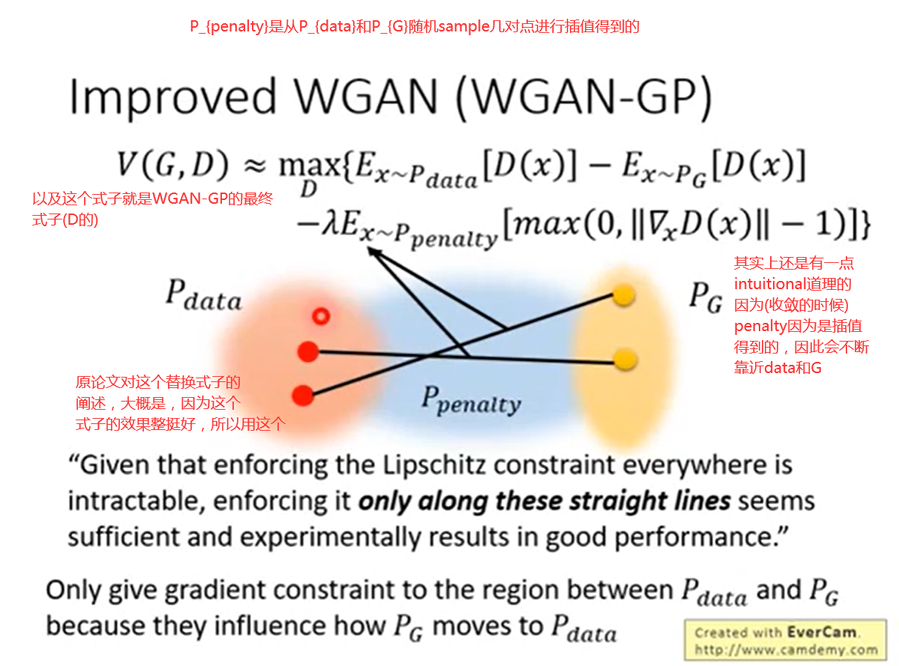 P_{penalty}是从P_{data}和P_{G}随机sample几对点进行插值得到的
Improved WGAN (WGAN-GP)
V(G, D) ≈ max_D{E_{x~P_{data}}[D(x)] − E_{x~P_G}[D(x)]
以及这个式子就是WGAN-GP的最终
式子(D的)
−λE_{x~P_{penalty}}[max(0, ‖∇_xD(x)‖ − 1)]}
P_{data}
P_G
其实上还是有一点
intuitional道理的
因为(收敛的时候)
penalty因为是插值
得到的，因此会不断
靠近data和G
原论文对这个替换式子的
阐述，大概是，因为这个
式子的效果整挺好，所以用这个
P_{penalty}
“Given that enforcing the Lipschitz constraint everywhere is
intractable, enforcing it only along these straight lines seems
sufficient and experimentally results in good performance.”
Only give gradient constraint to the region between P_{data} and P_G
because they influence how P_G moves to P_{data}
Created with EverCam.
http://www.camdemy.com